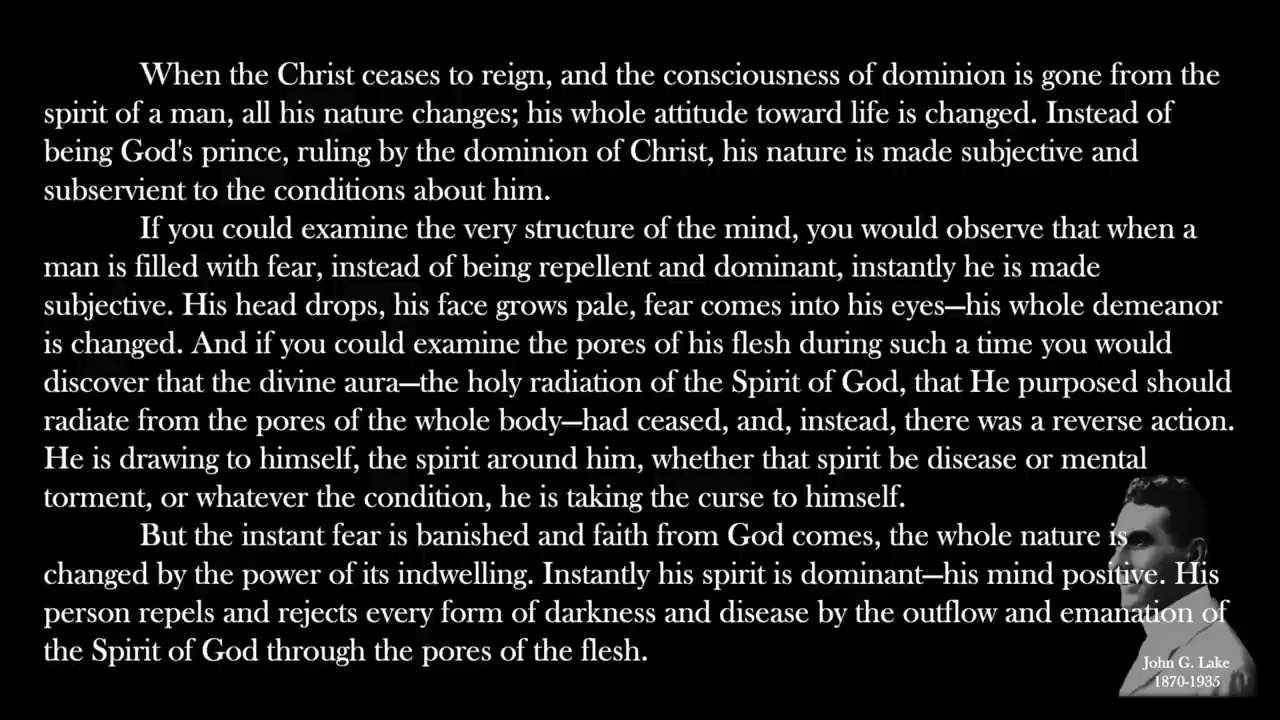 When the Christ ceases to reign, and the consciousness of dominion is gone from the
spirit of a man, all his nature changes; his whole attitude toward life is changed. Instead of
being God's prince, ruling by the dominion of Christ, his nature is made subjective and
subservient to the conditions about him.
If you could examine the very structure of the mind, you would observe that when a
man is filled with fear, instead of being repellent and dominant, instantly he is made
subjective. His head drops, his face grows pale, fear comes into his eyes—his whole demeanor
is changed. And if you could examine the pores of his flesh during such a time you would
discover that the divine aura—the holy radiation of the Spirit of God, that He purposed should
radiate from the pores of the whole body—had ceased, and, instead, there was a reverse action.
He is drawing to himself, the spirit around him, whether that spirit be disease or mental
torment, or whatever the condition, he is taking the curse to himself.
But the instant fear is banished and faith from God comes, the whole nature is
changed by the power of its indwelling. Instantly his spirit is dominant—his mind positive. His
person repels and rejects every form of darkness and disease by the outflow and emanation of
the Spirit of God through the pores of the flesh.
John G. Lake
1870-1935